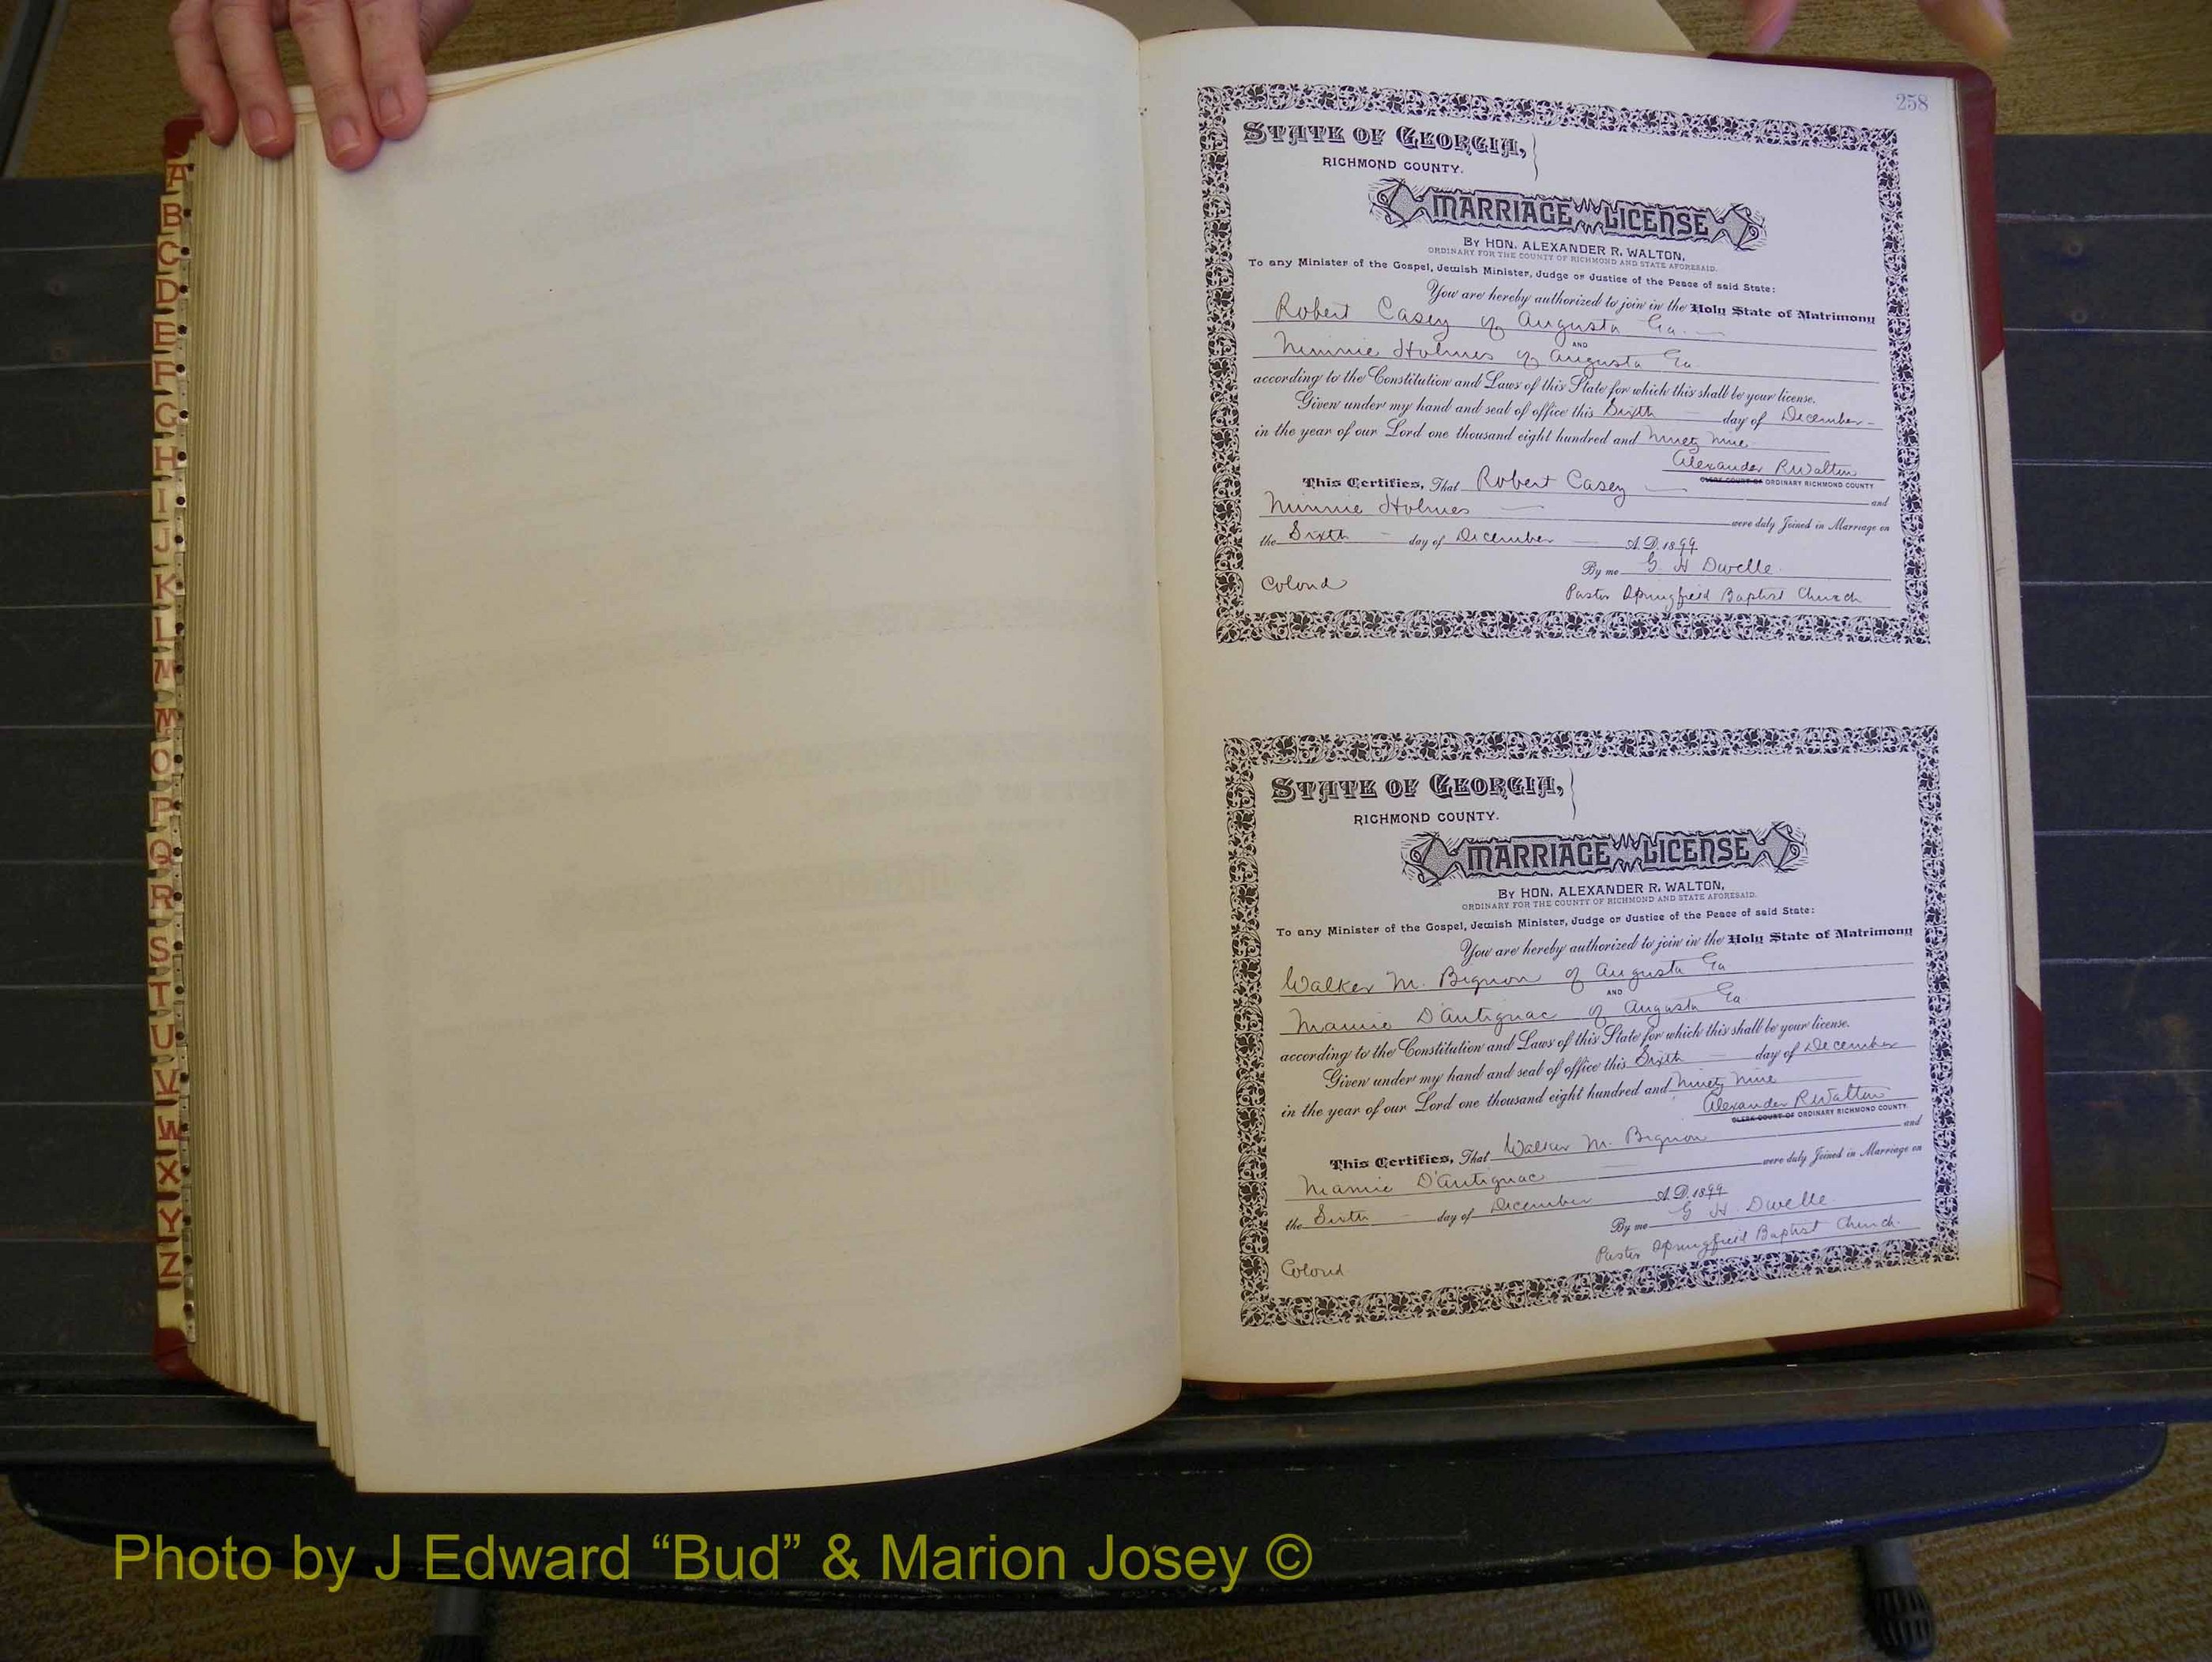 A
B
C
D
E
F
G
H
I
J
K
L
M
M
O
P
Q
R
S
T
U
V
W
X
Y
Z
258
STATE OF GEORGIA,
RICHMOND COUNTY.
MARRIAGE LICENSE
By HON. ALEXANDER R. WALTON,
ORDINARY FOR THE COUNTY OF RICHMOND AND STATE AFORESAID.
To any Minister of the Gospel, Jewish Minister, Judge or Justice of the Peace of said State:
You are hereby authorized to join in the Holy State of Matrimony
Robert Casey of Augusta Ga.
AND
Minnie Holmes of Augusta Ga.
according to the Constitution and Laws of this State for which this shall be your license.
Given under my hand and seal of office this Sixth day of December
in the year of our Lord one thousand eight hundred and Ninety Nine.
Alexander R Walton
CLERK COURT OF ORDINARY RICHMOND COUNTY
This Certifies, That Robert Casey and
Minnie Holmes were duly Joined in Marriage on
the Sixth day of December A. D. 1899
By me G H Dwelle.
Colord Pastor Springfield Baptist Church
STATE OF GEORGIA,
RICHMOND COUNTY.
MARRIAGE LICENSE
By HON. ALEXANDER R. WALTON,
ORDINARY FOR THE COUNTY OF RICHMOND AND STATE AFORESAID.
To any Minister of the Gospel, Jewish Minister, Judge or Justice of the Peace of said State:
You are hereby authorized to join in the Holy State of Matrimony
Walker M. Bignon of Augusta Ga
AND
Mamie D'Antignac of Augusta Ga
according to the Constitution and Laws of this State for which this shall be your license.
Given under my hand and seal of office this Sixth day of December
in the year of our Lord one thousand eight hundred and Ninety Nine
Alexander R Walton
CLERK COURT OF ORDINARY RICHMOND COUNTY.
This Certifies, That Walker M. Bignon and
Mamie D'Antignac were duly Joined in Marriage on
the Sixth day of December A. D. 1899
By me G H. Dwelle
Pastor Springfield Baptist Church.
Colord
Photo by J Edward “Bud” & Marion Josey ©